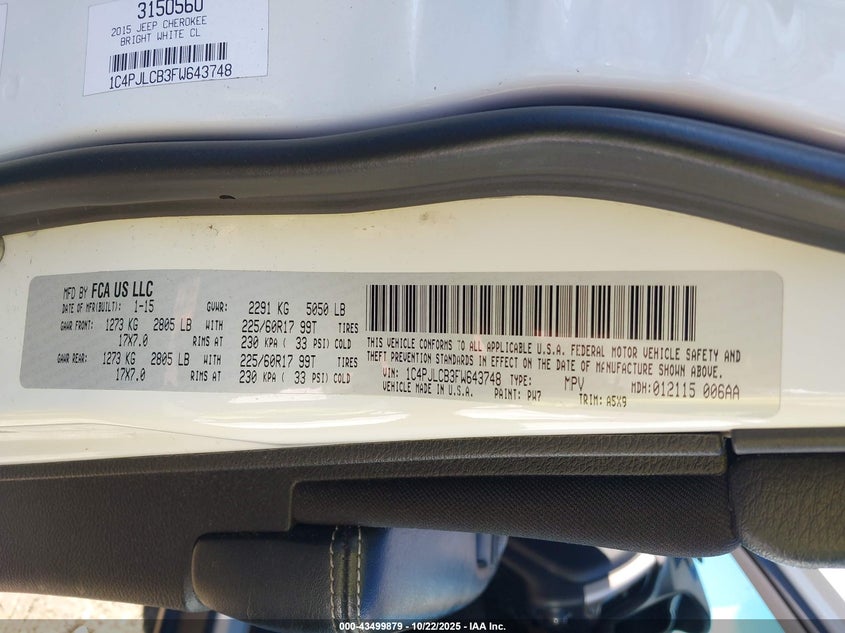 3150560
2015 JEEP CHEROKEE
BRIGHT WHITE CL
1C4PJLCB3FW643748
MFD BY FCA US LLC
DATE OF MFR(BUILT): 1-15 GVWR: 2291 KG 5050 LB
GAWR FRONT: 1273 KG 2805 LB WITH 225/60R17 99T TIRES
17X7.0 RIMS AT 230 KPA ( 33 PSI) COLD
GAWR REAR: 1273 KG 2805 LB WITH 225/60R17 99T TIRES
17X7.0 RIMS AT 230 KPA ( 33 PSI) COLD
THIS VEHICLE CONFORMS TO ALL APPLICABLE U.S.A. FEDERAL MOTOR VEHICLE SAFETY AND
THEFT PREVENTION STANDARDS IN EFFECT ON THE DATE OF MANUFACTURE SHOWN ABOVE.
VIN: 1C4PJLCB3FW643748 TYPE: MPV MDH: 012115 006AA
VEHICLE MADE IN U.S.A. PAINT: PW7 TRIM: A5X9
000-43499879 - 10/22/2025 - IAA Inc.